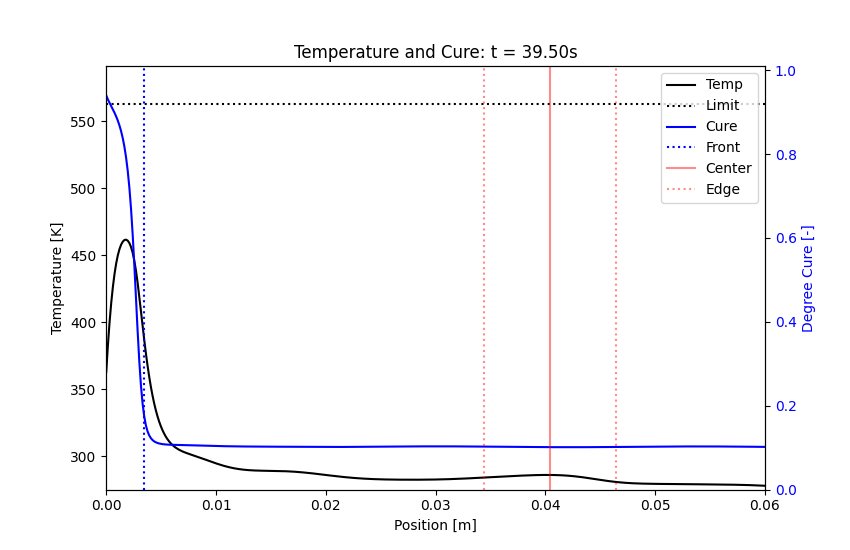 Temperature and Cure: t = 39.50s
Temp
Limit
Cure
Front
Center
Edge
550
500
450
400
350
300
Temperature [K]
1.0
0.8
0.6
0.4
0.2
0.0
Degree Cure [-]
0.00 0.01 0.02 0.03 0.04 0.05 0.06
Position [m]